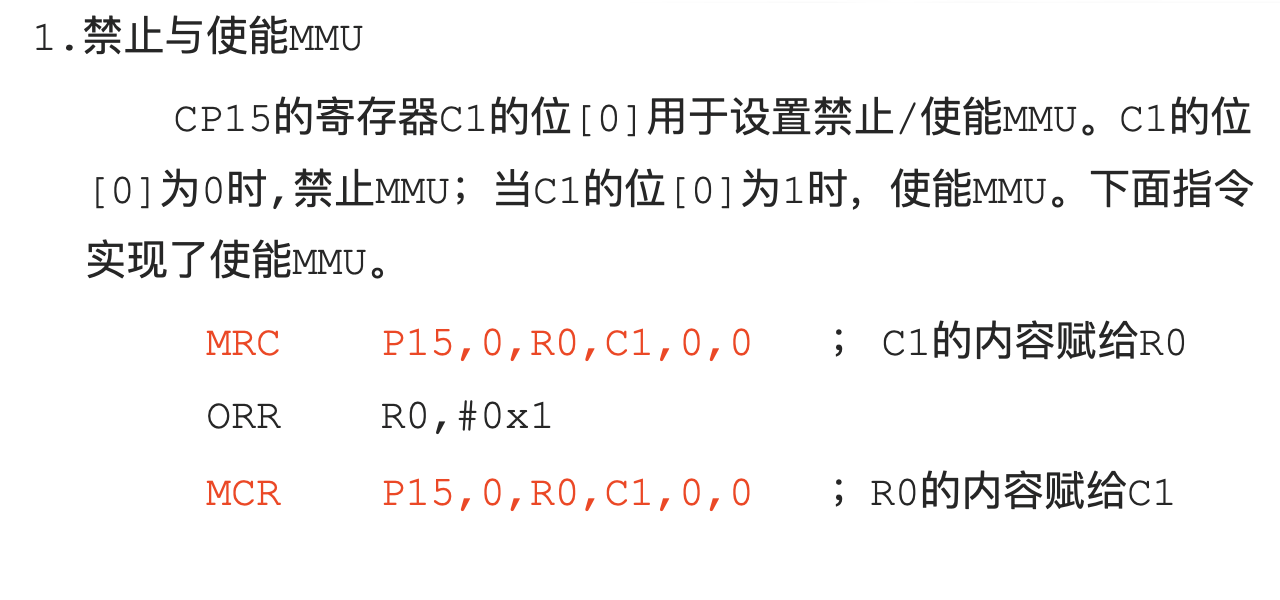 1.禁止与使能MMU
CP15的寄存器C1的位[0]用于设置禁止/使能MMU。C1的位
[0]为0时,禁止MMU；当C1的位[0]为1时，使能MMU。下面指令
实现了使能MMU。
MRC P15,0,R0,C1,0,0 ； C1的内容赋给R0
ORR R0,#0x1
MCR P15,0,R0,C1,0,0 ；R0的内容赋给C1